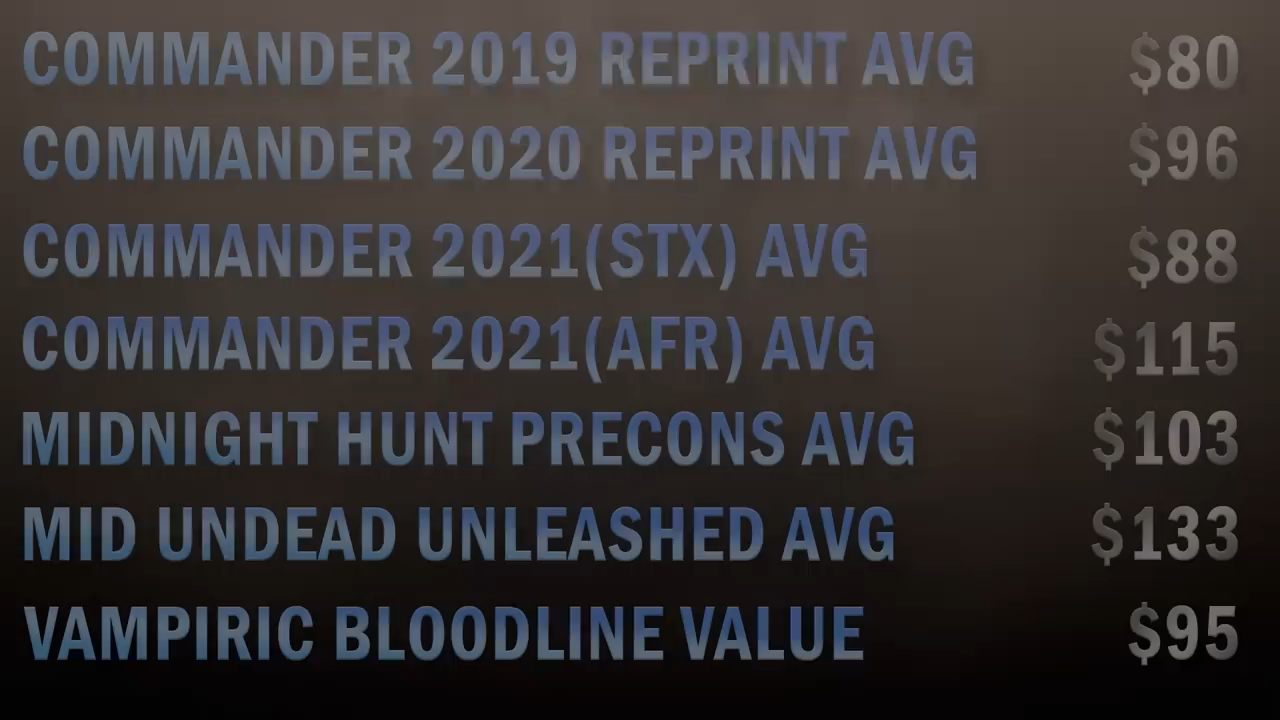 COMMANDER 2019 REPRINT AVG $80
COMMANDER 2020 REPRINT AVG $96
COMMANDER 2021(STX) AVG $88
COMMANDER 2021(AFR) AVG $115
MIDNIGHT HUNT PRECONS AVG $103
MID UNDEAD UNLEASHED AVG $133
VAMPIRIC BLOODLINE VALUE $95